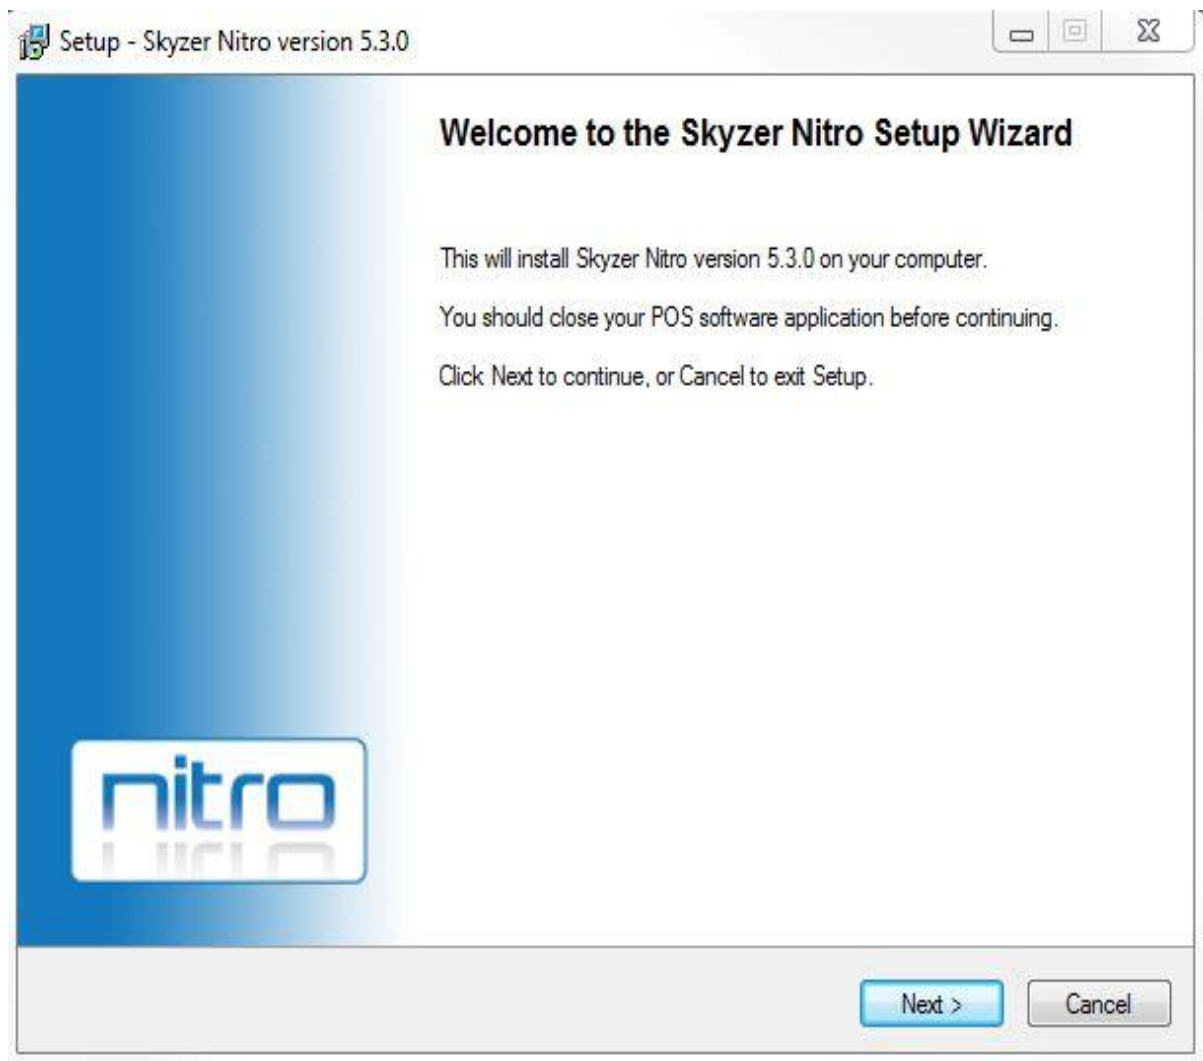 Setup - Skyzer Nitro version 5.3.0
Welcome to the Skyzer Nitro Setup Wizard
This will install Skyzer Nitro version 5.3.0 on your computer.
You should close your POS software application before continuing.
Click Next to continue, or Cancel to exit Setup.
nitro
Next >
Cancel